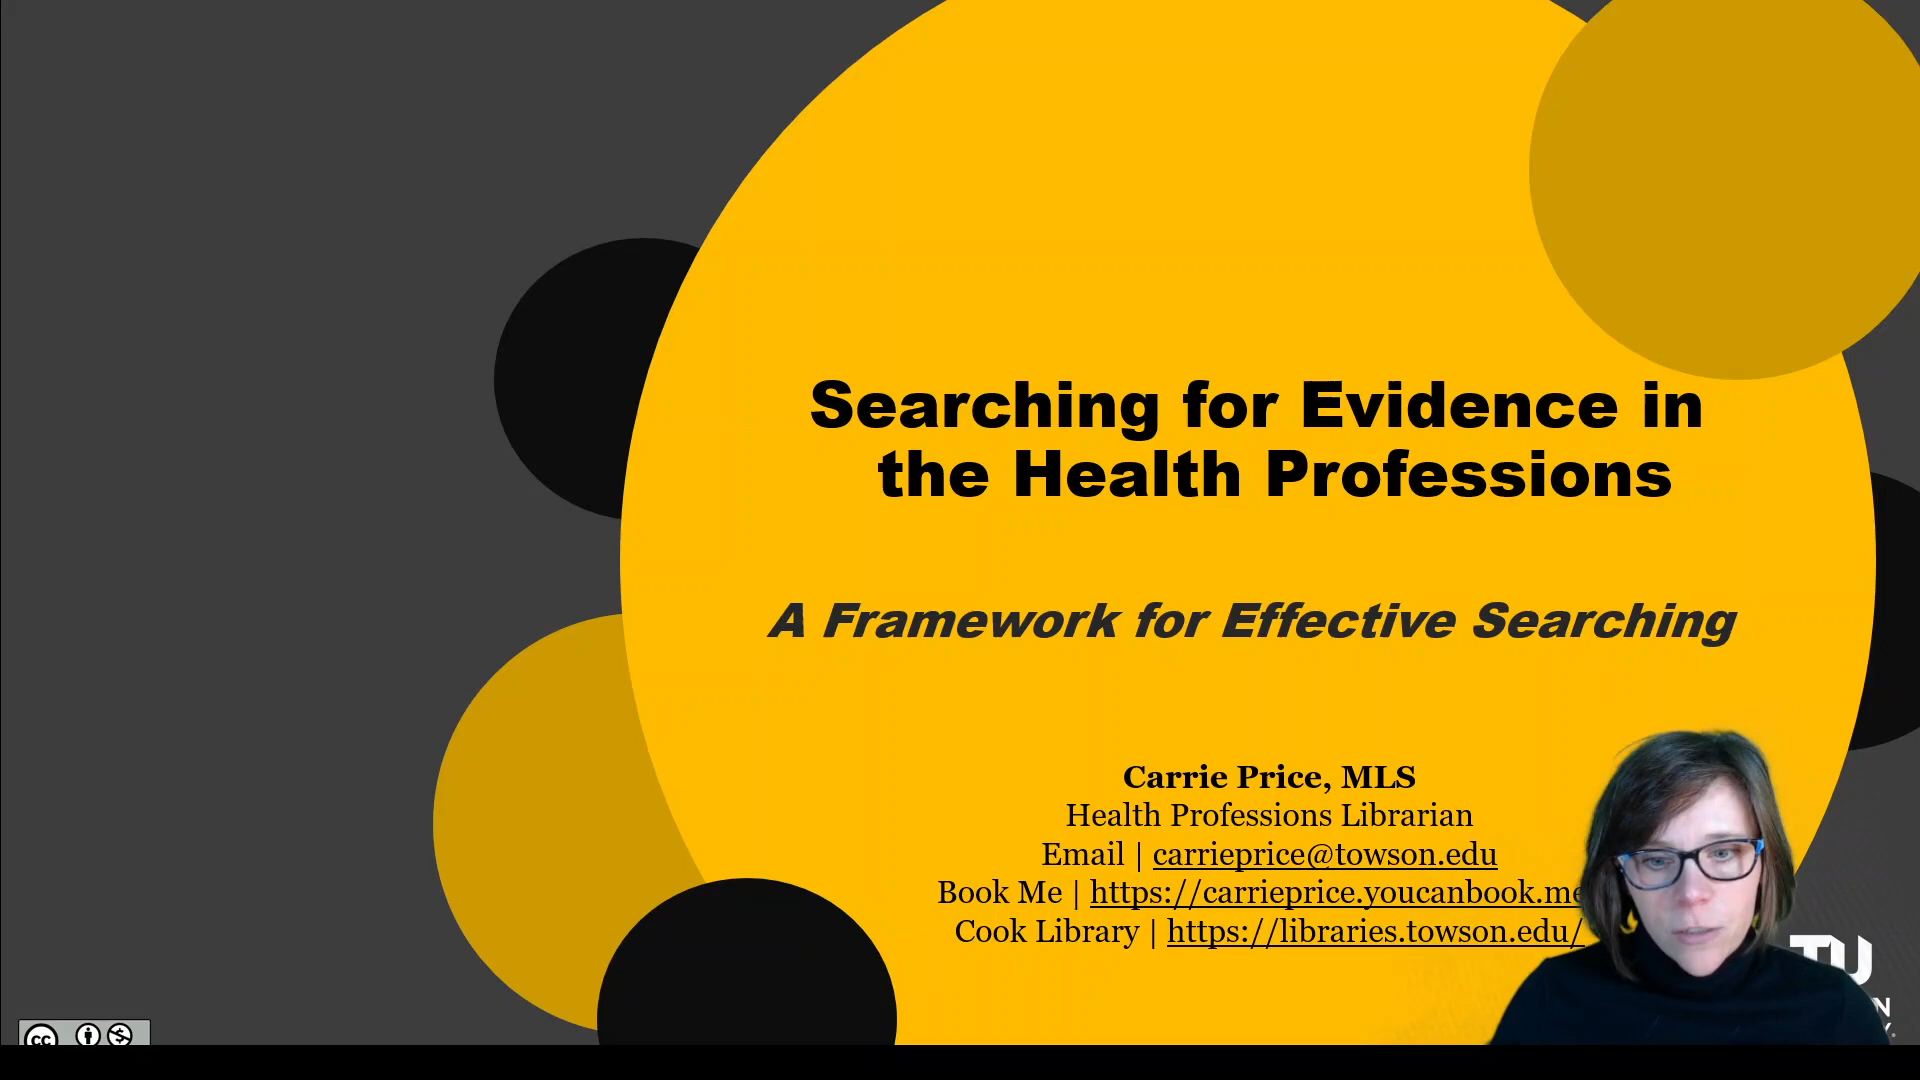 Searching for Evidence in
the Health Professions
A Framework for Effective Searching
Carrie Price, MLS
Health Professions Librarian
Email | carrieprice@towson.edu
Book Me | https://carrieprice.youcanbook.me
Cook Library | https://libraries.towson.edu/
TU
cc